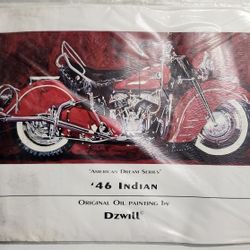 "American Dream Series"
'46 Indian
Original Oil painting by
Dzwil®